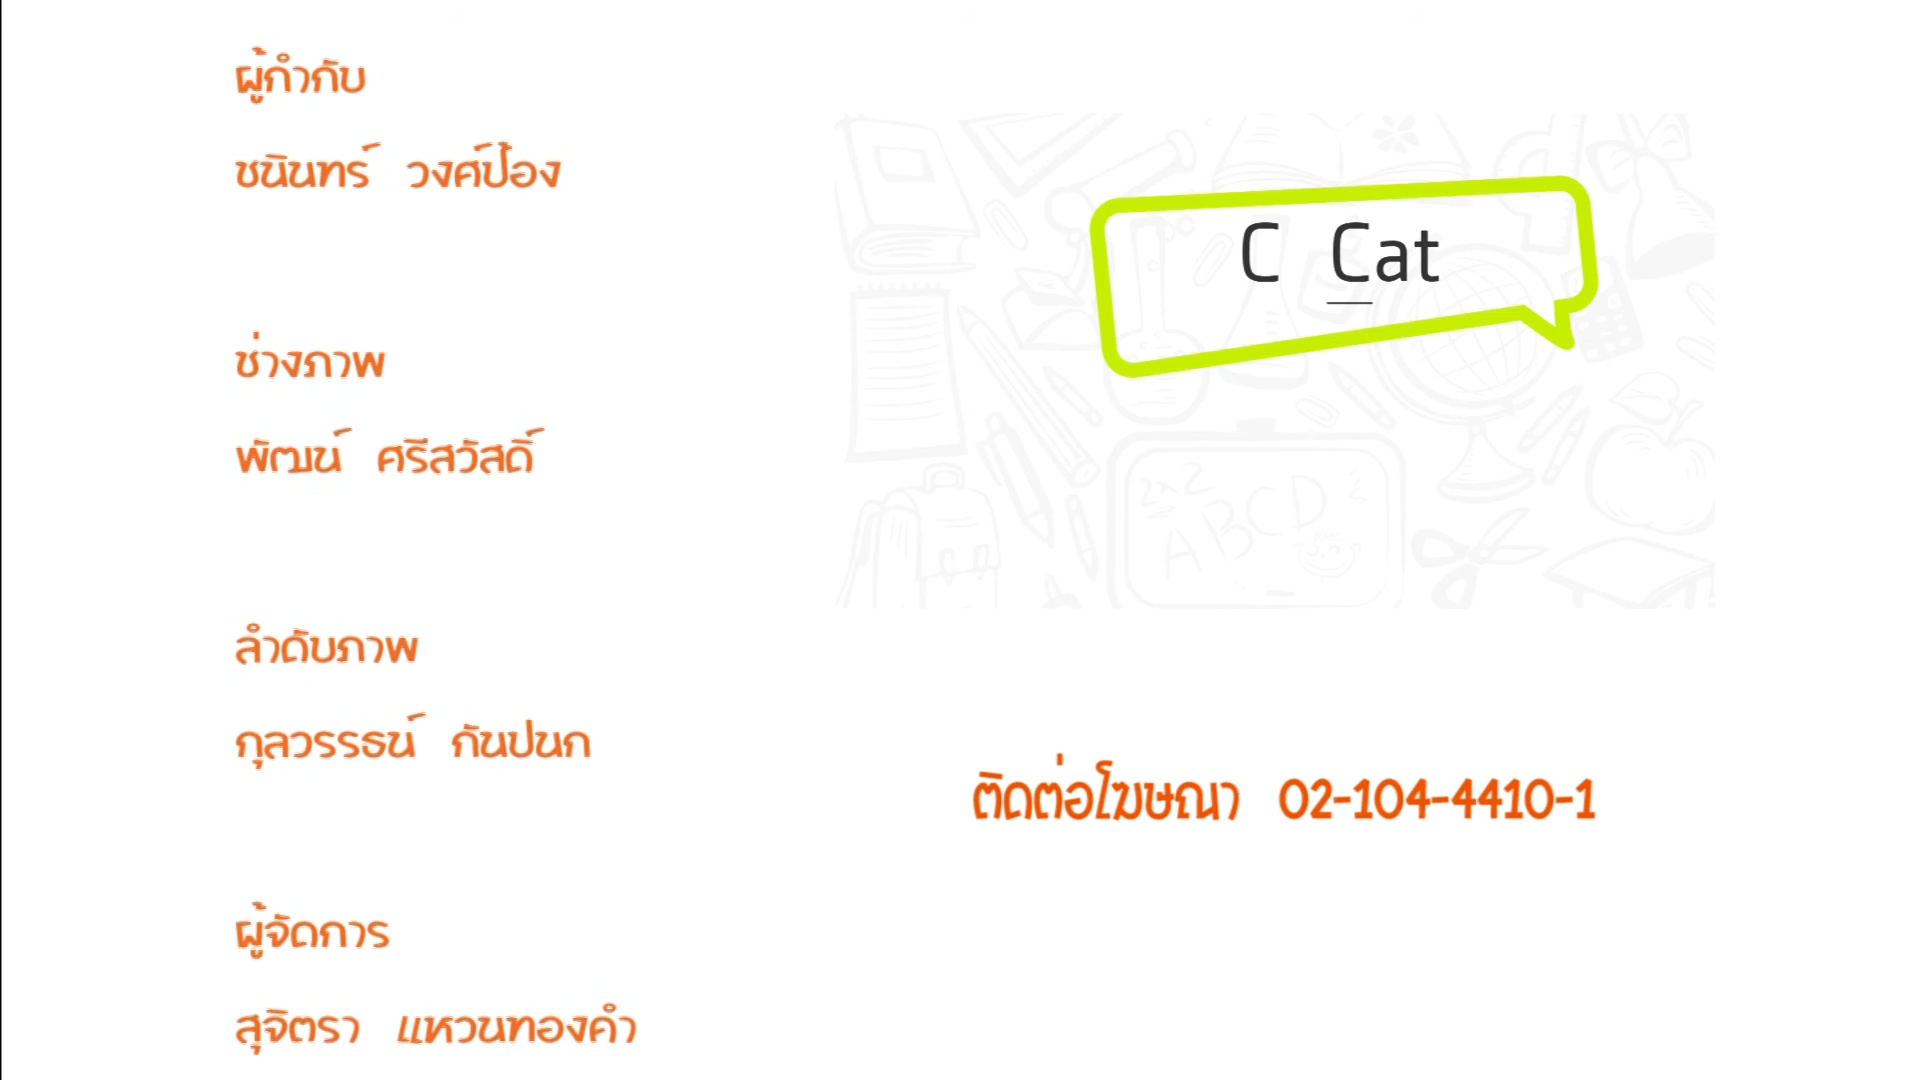 ผู้กำกับ
ชนินทร์ วงศ์ป้อง
ช่างภาพ
พัฒน์ ศรีสวัสดิ์
ลำดับภาพ
กุลวรรธน์ กันปนก
ผู้จัดการ
สุจิตรา แหวนทองคำ
C Cat
2x2
ABCD
ติดต่อโฆษณา 02-104-4410-1